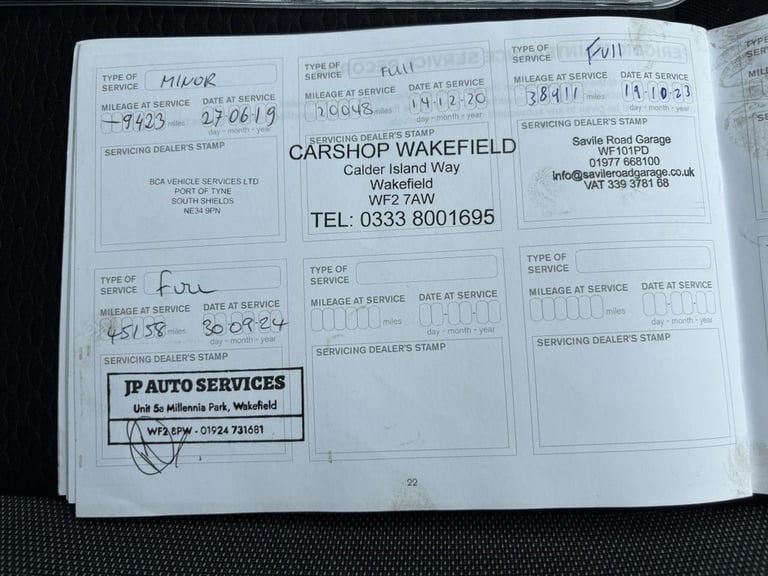 TYPE OF SERVICE MINOR
MILEAGE AT SERVICE DATE AT SERVICE
9423 miles 27·06·19
day - month - year
SERVICING DEALER'S STAMP
BCA VEHICLE SERVICES LTD
PORT OF TYNE
SOUTH SHIELDS
NE34 9PN
TYPE OF SERVICE FUll
MILEAGE AT SERVICE DATE AT SERVICE
20048 miles 14·12·20
day - month - year
SERVICING DEALER'S STAMP
CARSHOP WAKEFIELD
Calder Island Way
Wakefield
WF2 7AW
TEL: 0333 8001695
TYPE OF SERVICE Full
MILEAGE AT SERVICE DATE AT SERVICE
38911 miles 19·10·23
day - month - year
SERVICING DEALER'S STAMP
Savile Road Garage
WF101PD
01977 668100
info@savileroadgarage.co.uk
VAT 339 3781 68
TYPE OF SERVICE Full
MILEAGE AT SERVICE DATE AT SERVICE
45158 miles 30·09·24
day - month - year
SERVICING DEALER'S STAMP
JP AUTO SERVICES
Unit 5a Millennia Park, Wakefield
WF2 8PW - 01924 731681
TYPE OF SERVICE
MILEAGE AT SERVICE DATE AT SERVICE
miles
day - month - year
SERVICING DEALER'S STAMP
TYPE OF SERVICE
MILEAGE AT SERVICE DATE AT SERVICE
miles
day - month - year
SERVICING DEALER'S STAMP
22